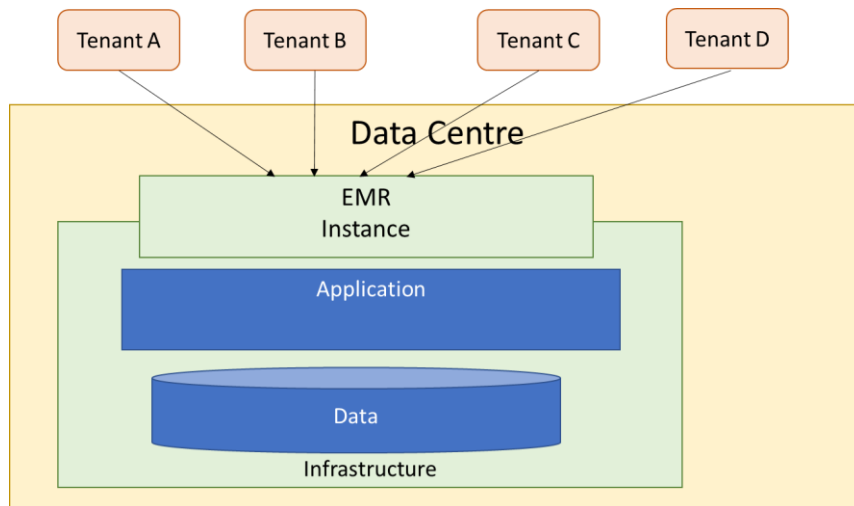 Tenant A
Tenant B
Tenant C
Tenant D
Data Centre
EMR
Instance
Application
Data
Infrastructure